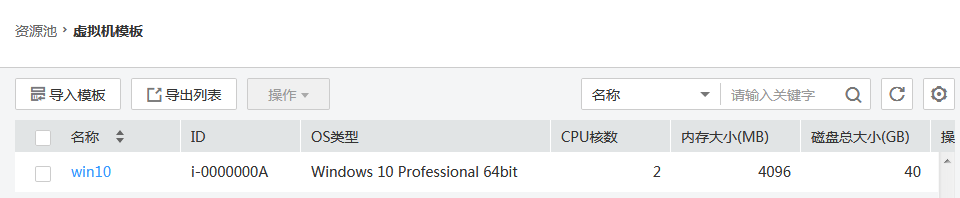 资源池 › 虚拟机模板
导入模板 导出列表 操作 名称 请输入关键字
名称 ID OS类型 CPU核数 内存大小(MB) 磁盘总大小(GB) 操
win10 i-0000000A Windows 10 Professional 64bit 2 4096 40